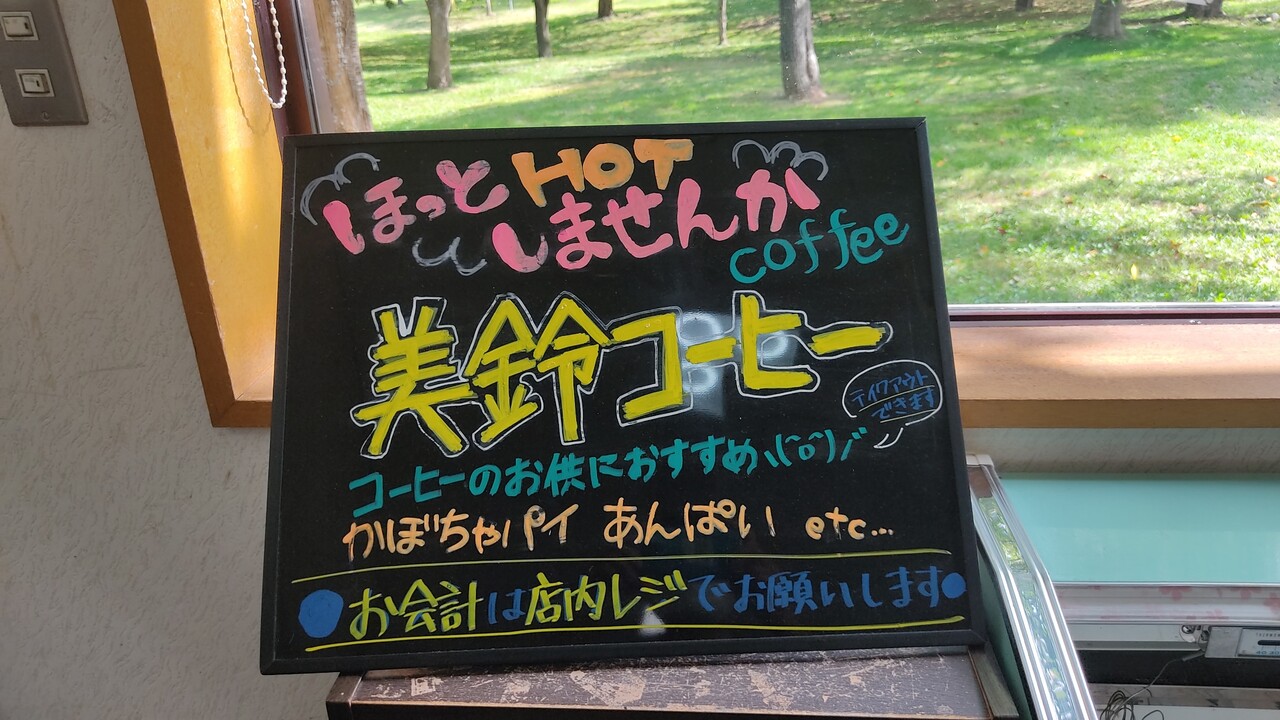 ほっとHOT
しませんか
coffee
美鈴コーヒー
テイクアウト
できます
コーヒーのお供におすすめ、ヽ(^o^)ノ
かぼちゃパイ あんぱい etc...
●お会計は店内レジでお願いします●